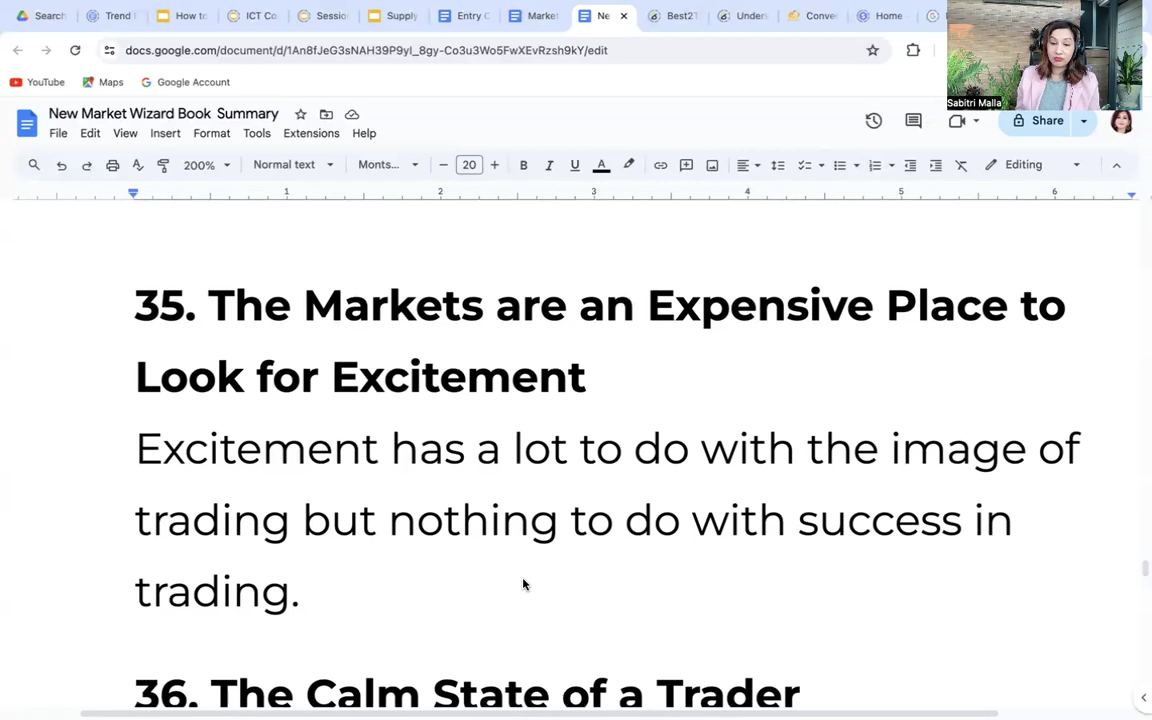 Search
Trend
How to
ICT Co
Sessio
Supply
Entry C
Market
Ne
Best2T
Unders
Conve
Home
docs.google.com/document/d/1An8fJeG3sNAH39P9yl_8gy-Co3u3Wo5FwXEvRzsh9kY/edit
YouTube
Maps
Google Account
Sabitri Malla
New Market Wizard Book Summary
File Edit View Insert Format Tools Extensions Help
Share
200%
Normal text
Monts...
20
B
I
U
A
Editing
1 2 3 4 5 6
35. The Markets are an Expensive Place to
Look for Excitement
Excitement has a lot to do with the image of
trading but nothing to do with success in
trading.
36. The Calm State of a Trader